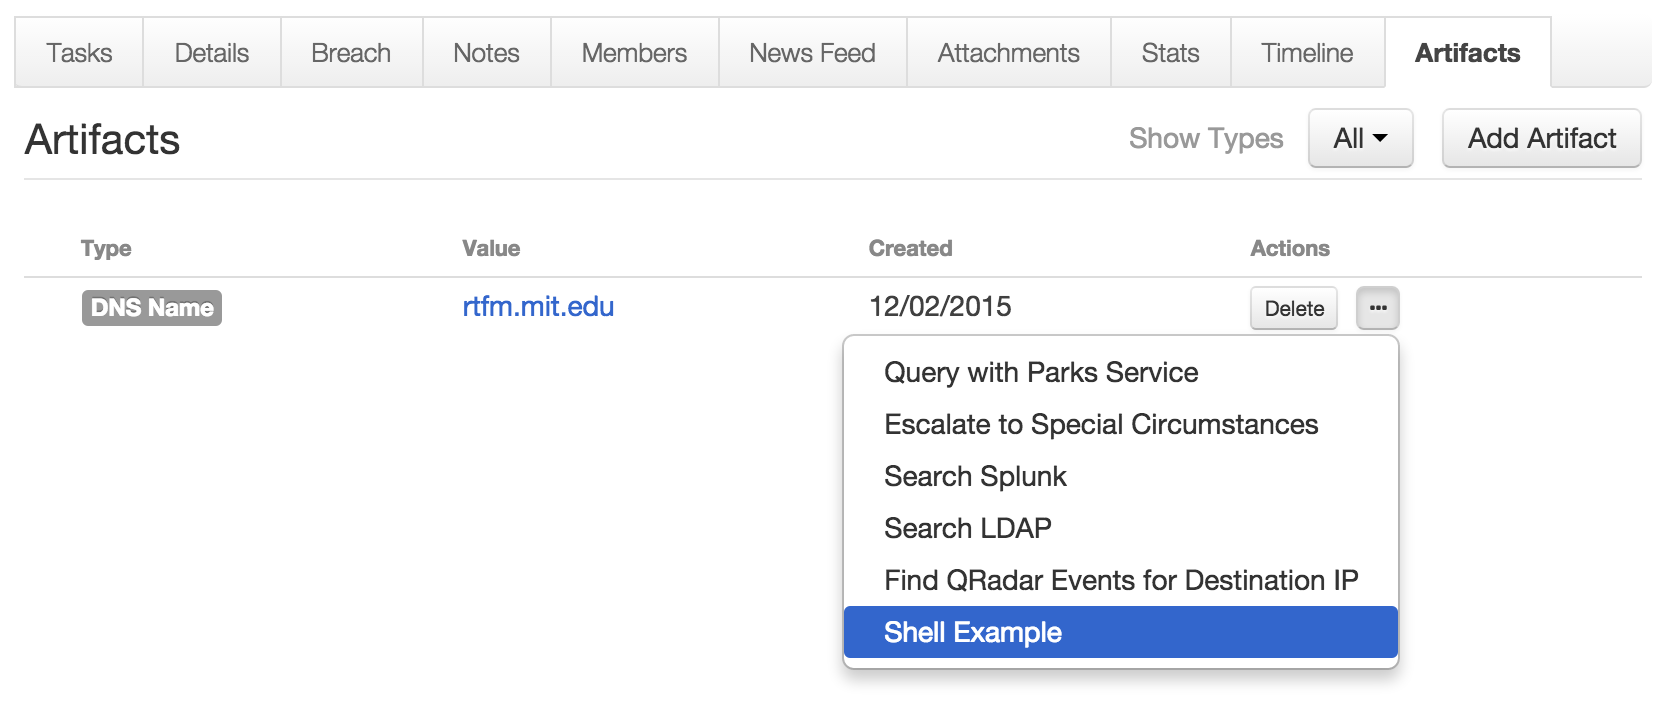 Tasks Details Breach Notes Members News Feed Attachments Stats Timeline Artifacts
Artifacts Show Types All Add Artifact
Type Value Created Actions
DNS Name rtfm.mit.edu 12/02/2015 Delete ...
Query with Parks Service
Escalate to Special Circumstances
Search Splunk
Search LDAP
Find QRadar Events for Destination IP
Shell Example